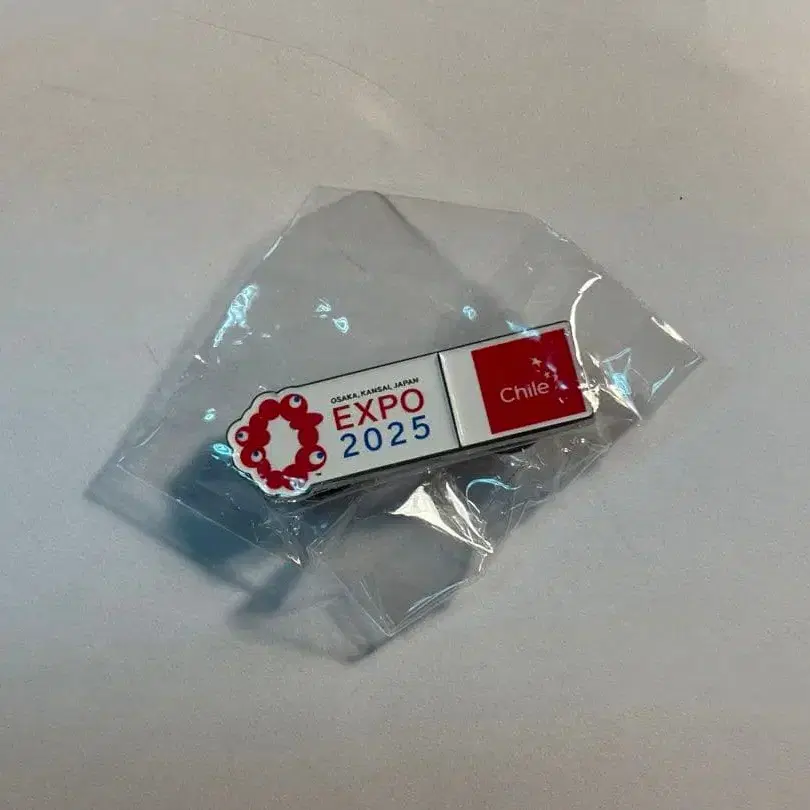 OSAKA, KANSAI, JAPAN
EXPO
2025
Chile